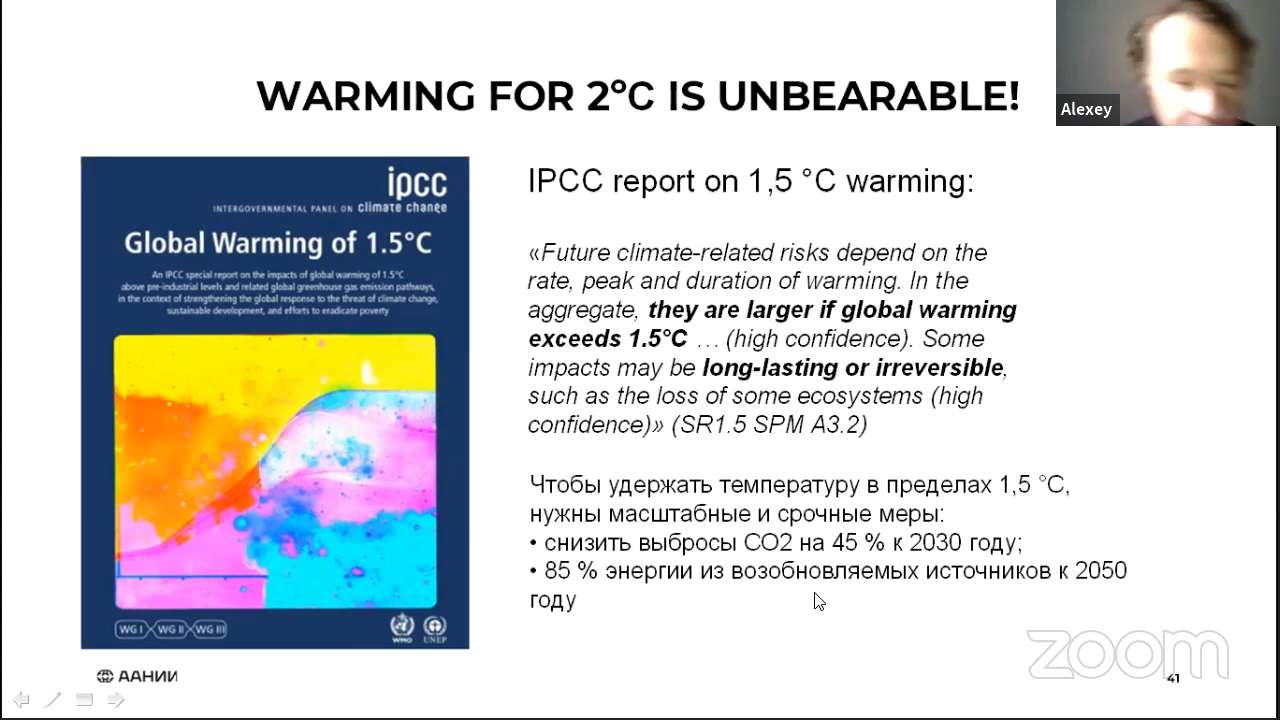 WARMING FOR 2°C IS UNBEARABLE!
Alexey
ipcc
INTERGOVERNMENTAL PANEL ON climate change
Global Warming of 1.5°C
An IPCC special report on the impacts of global warming of 1.5°C
above pre-industrial levels and related global greenhouse gas emission pathways,
in the context of strengthening the global response to the threat of climate change,
sustainable development, and efforts to eradicate poverty
WG I WG II WG III
WMO
UNEP
IPCC report on 1,5 °C warming:
«Future climate-related risks depend on the
rate, peak and duration of warming. In the
aggregate, they are larger if global warming
exceeds 1.5°C … (high confidence). Some
impacts may be long-lasting or irreversible,
such as the loss of some ecosystems (high
confidence)» (SR1.5 SPM A3.2)
Чтобы удержать температуру в пределах 1,5 °C,
нужны масштабные и срочные меры:
• снизить выбросы СО2 на 45 % к 2030 году;
• 85 % энергии из возобновляемых источников к 2050
году
ААНИИ
zoom
41